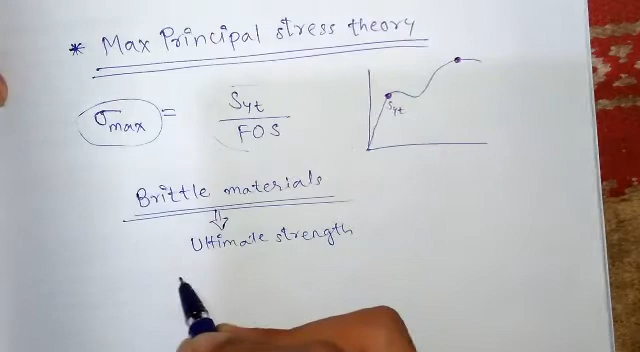 * Max Principal stress theory
σmax = Syt / FOS
Syt
Brittle materials
Ultimate strength